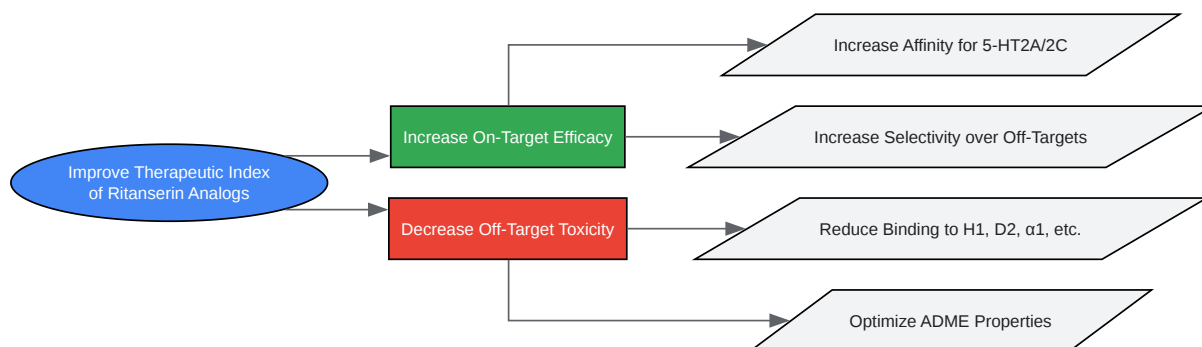 Increase Affinity for 5-HT2A/2C
Increase On-Target Efficacy
Increase Selectivity over Off-Targets
Improve Therapeutic Index
of Ritanserin Analogs
Decrease Off-Target Toxicity
Reduce Binding to H1, D2, α1, etc.
Optimize ADME Properties